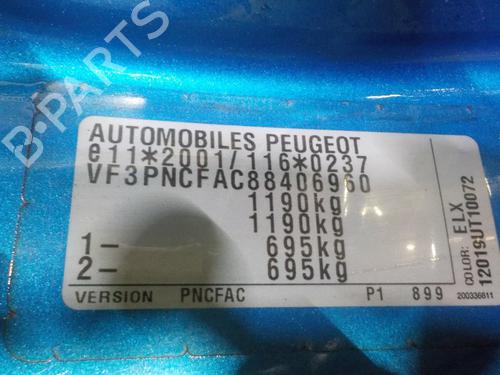 AUTOMOBILES PEUGEOT
e11*2001/116*0237
VF3PNCFAC88406960
1190kg
1190kg
1- 695kg
2- 695kg
VERSION PNCFAC P1 899
COLOR: ELX
12019UT10072
200336811
B-PARTS